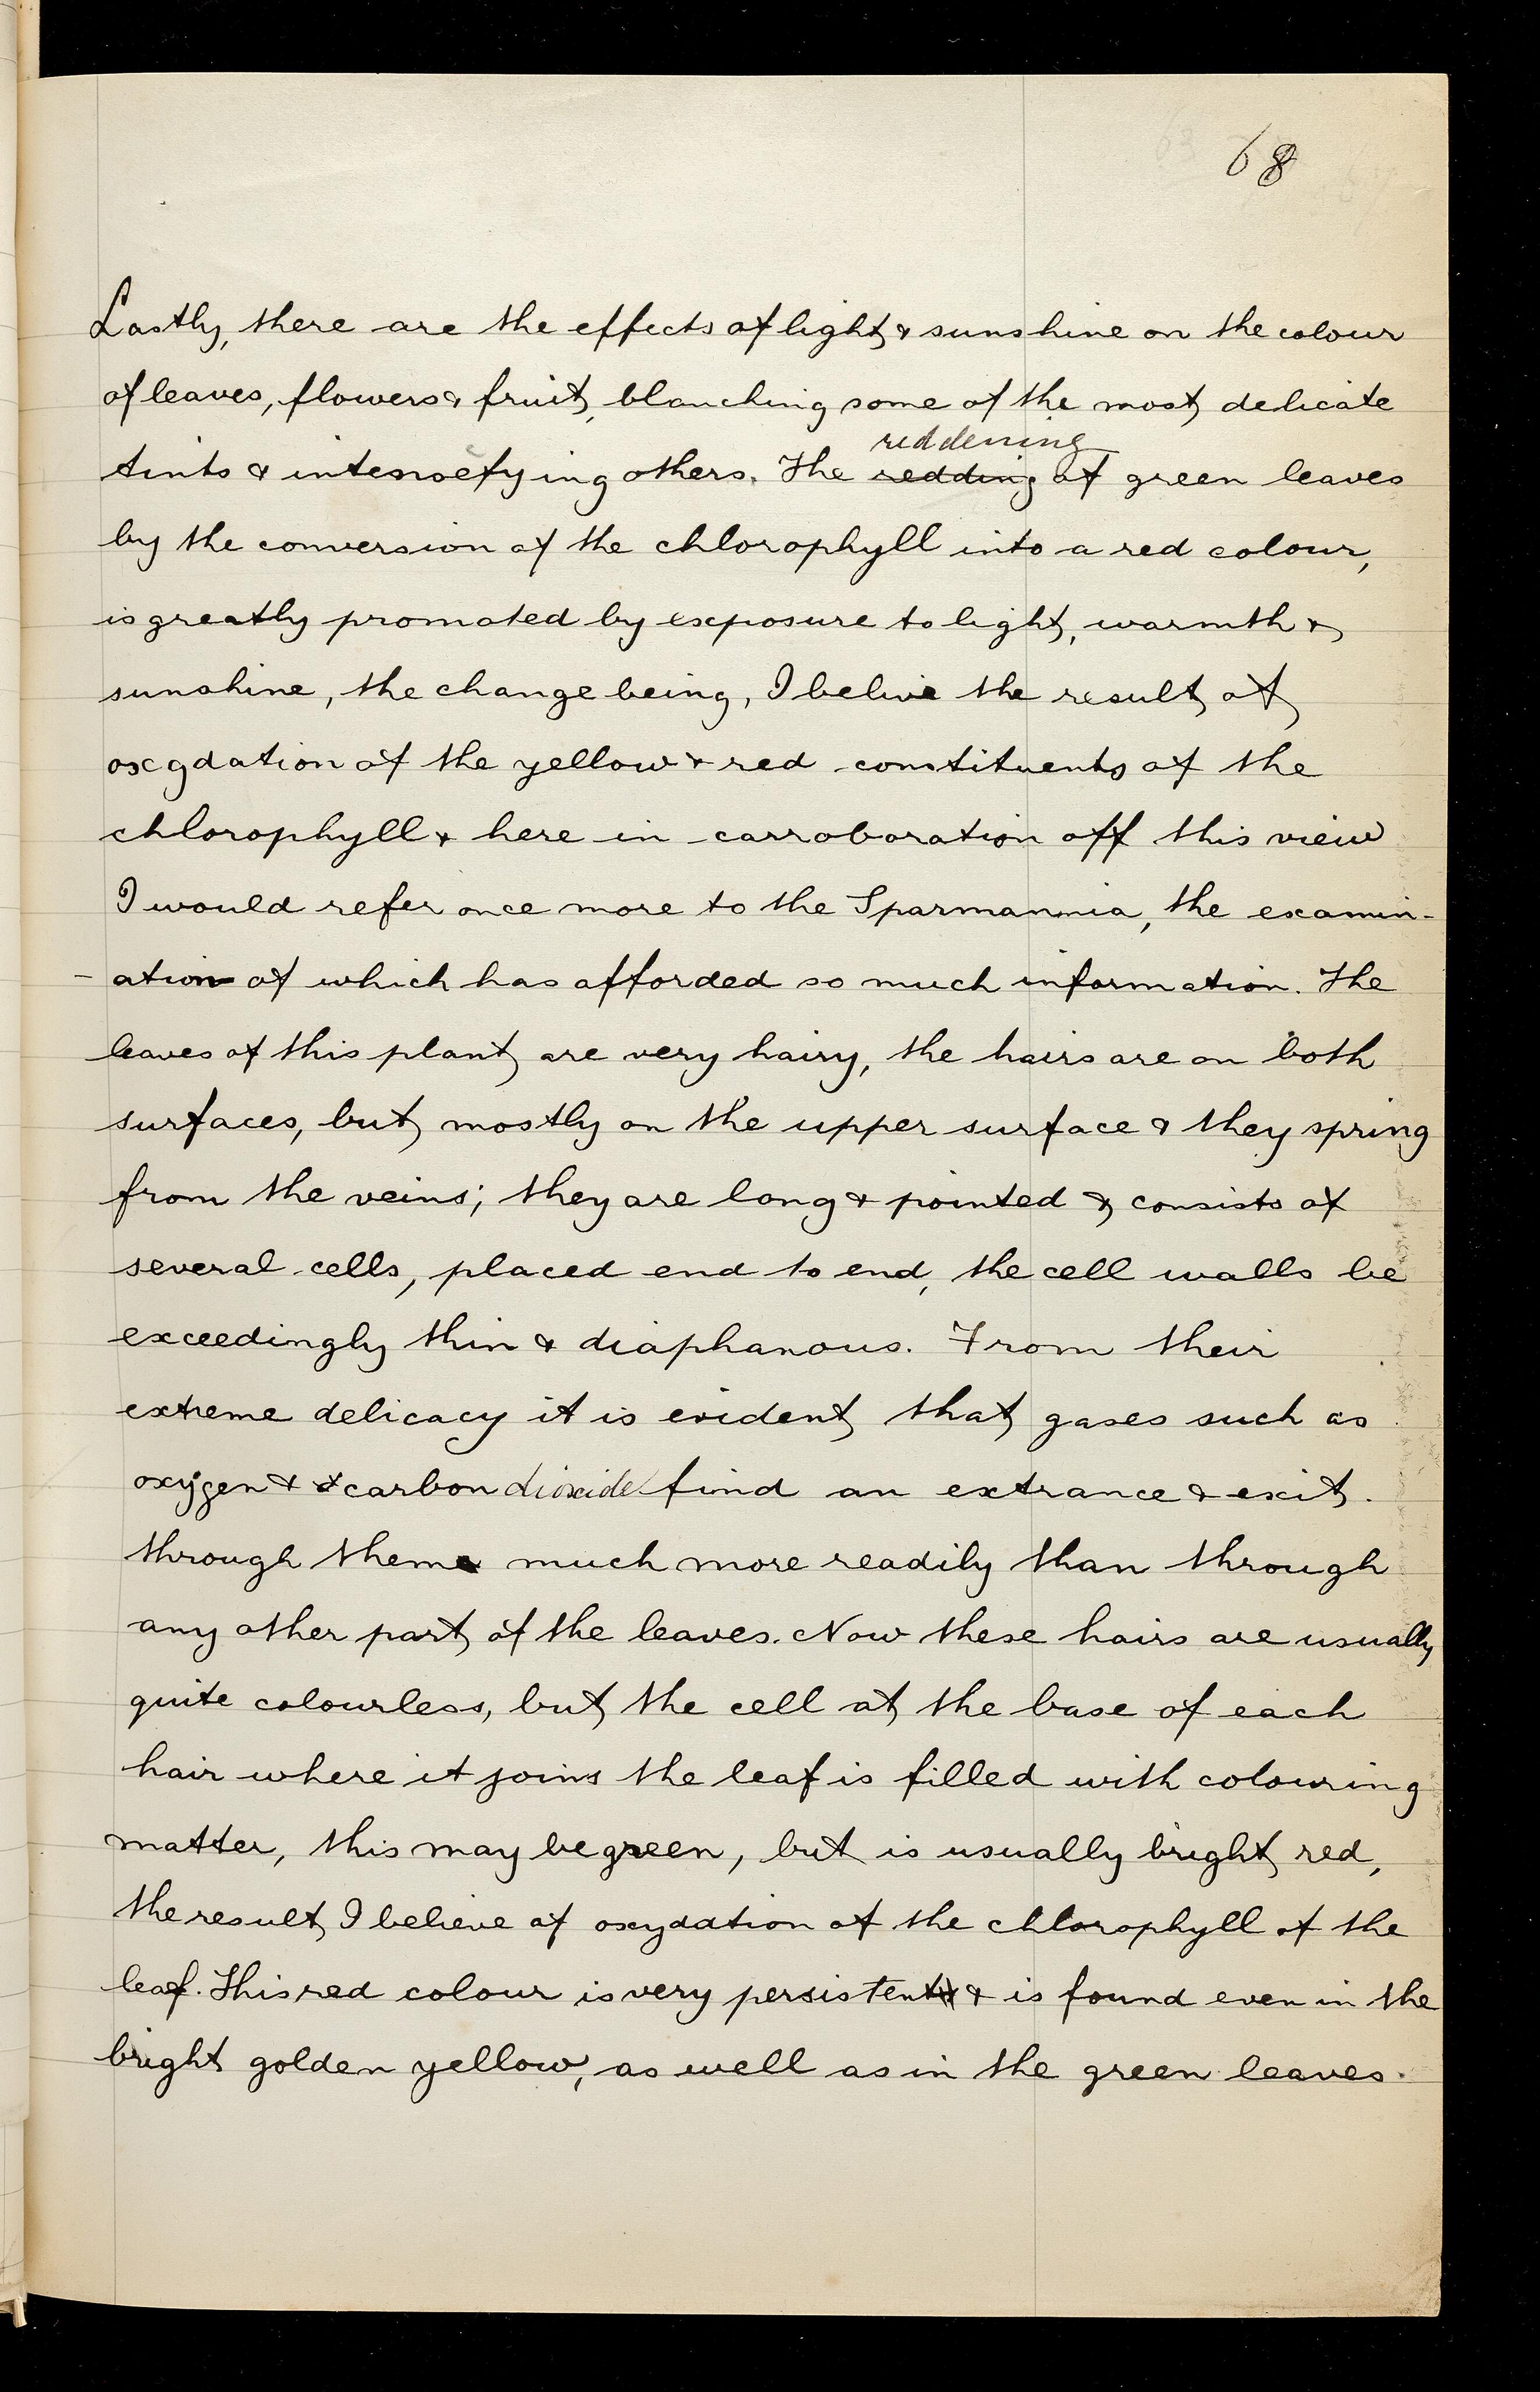 68
Lastly, there are the effects of light & sunshine on the colour
of leaves, flowers & fruit, blanching some of the most delicate
reddening
tints & intensefying others. The redding of green leaves
by the conversion of the chlorophyll into a red colour,
is greatly promoted by exposure to light, warmth &
sunshine, the change being, I belive the result of
oxydation of the yellow & red constituents of the
chlorophyll & here in carroboration off this view
I would refer once more to the Sparmannia, the examin-
-ation of which has afforded so much information. The
leaves of this plant are very hairy, the hairs are on both
surfaces, but mostly on the upper surface & they spring
from the veins; they are long & pointed & consists of
several cells, placed end to end, the cell walls be
exceedingly thin & diaphanous. From their
extreme delicacy it is evident that gases such as
oxygen & carbon dioxide find an extrance & exit.
through them much more readily than through
any other part of the leaves. Now these hairs are usually
quite colourless, but the cell at the base of each
hair where it joins the leaf is filled with colouring
matter, this may be green, but is usually bright red,
the result I believe of oxydation of the chlorophyll of the
leaf. This red colour is very persistent & is found even in the
bright golden yellow, as well as in the green leaves.